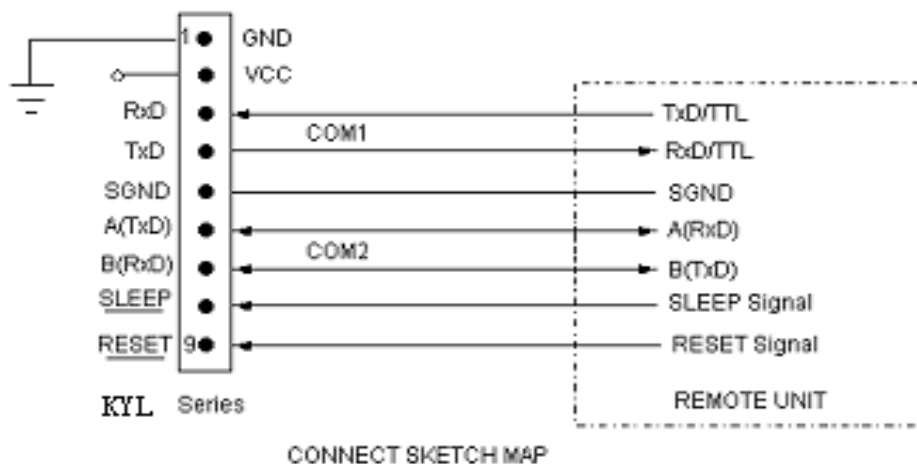 1 GND
VCC
RxD TxD/TTL
COM1
TxD RxD/TTL
SGND SGND
A(TxD) A(RxD)
COM2
B(RxD) B(TxD)
SLEEP SLEEP Signal
RESET 9 RESET Signal
KYL Series REMOTE UNIT
CONNECT SKETCH MAP